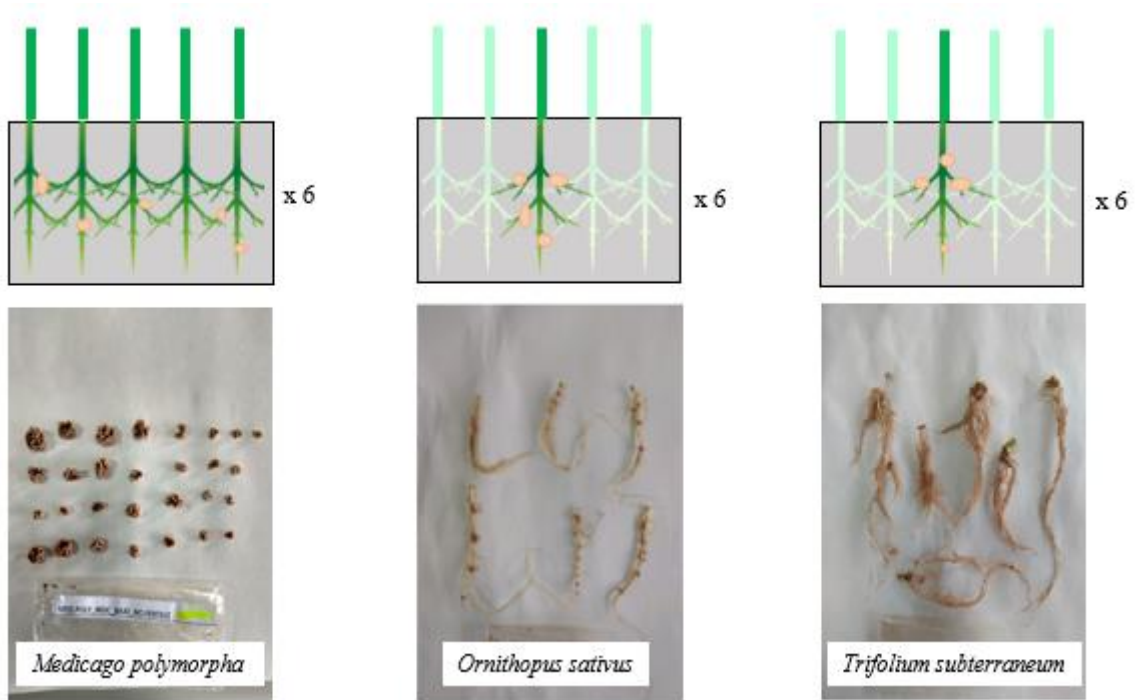 x 6
x 6
x 6
Medicago polymorpha
Ornithopus sativus
Trifolium subterraneum